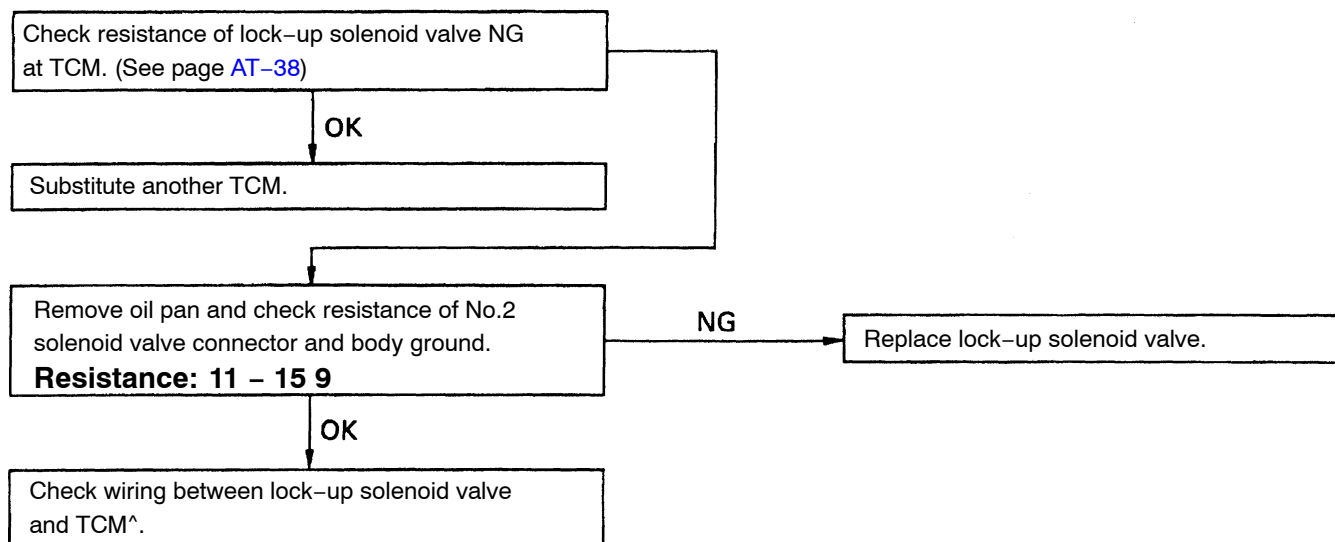 Check resistance of lock–up solenoid valve NG
at TCM. (See page AT–38)
OK
Substitute another TCM.
Remove oil pan and check resistance of No.2
solenoid valve connector and body ground.
Resistance: 11 – 15 9
NG
Replace lock–up solenoid valve.
OK
Check wiring between lock–up solenoid valve
and TCM^.